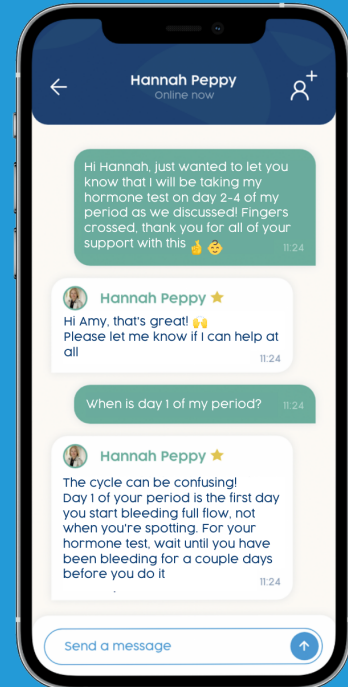 Hannah Peppy
Online now
Hi Hannah, just wanted to let you
know that I will be taking my
hormone test on day 2-4 of my
period as we discussed! Fingers
crossed, thank you for all of your
support with this 🤞 👶
11:24
Hannah Peppy ⭐
Hi Amy, that's great! 🙌
Please let me know if I can help at
all
11:24
When is day 1 of my period?
11:24
Hannah Peppy ⭐
The cycle can be confusing!
Day 1 of your period is the first day
you start bleeding full flow, not
when you're spotting. For your
hormone test, wait until you have
been bleeding for a couple days
before you do it
11:24
Send a message